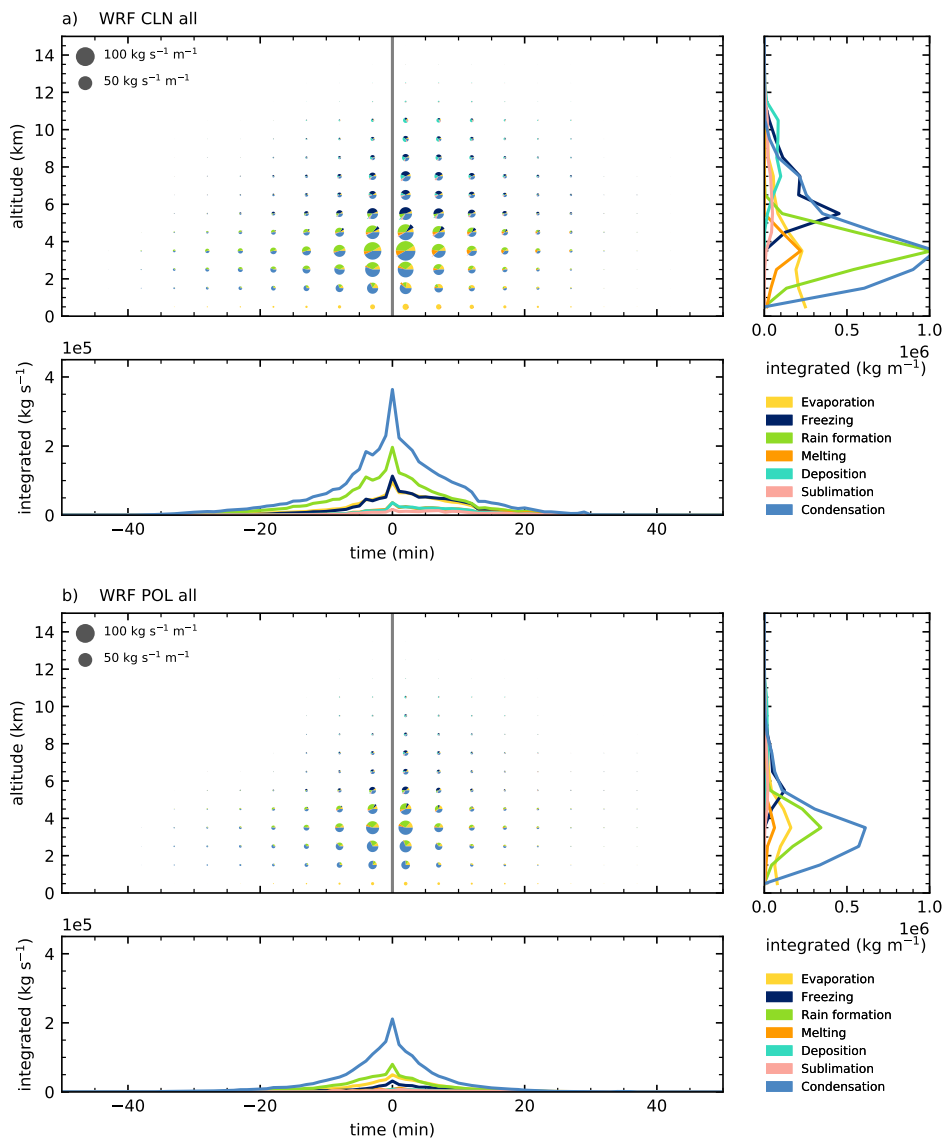 a) WRF CLN all
14
12
10
8
6
4
2
0
altitude (km)
100 kg s⁻¹ m⁻¹
50 kg s⁻¹ m⁻¹
0.0 0.5 1.0
1e6
integrated (kg m⁻¹)
1e5
4
2
0
integrated (kg s⁻¹)
−40 −20 0 20 40
time (min)
Evaporation
Freezing
Rain formation
Melting
Deposition
Sublimation
Condensation
b) WRF POL all
14
12
10
8
6
4
2
0
altitude (km)
100 kg s⁻¹ m⁻¹
50 kg s⁻¹ m⁻¹
0.0 0.5 1.0
1e6
integrated (kg m⁻¹)
1e5
4
2
0
integrated (kg s⁻¹)
−40 −20 0 20 40
time (min)
Evaporation
Freezing
Rain formation
Melting
Deposition
Sublimation
Condensation